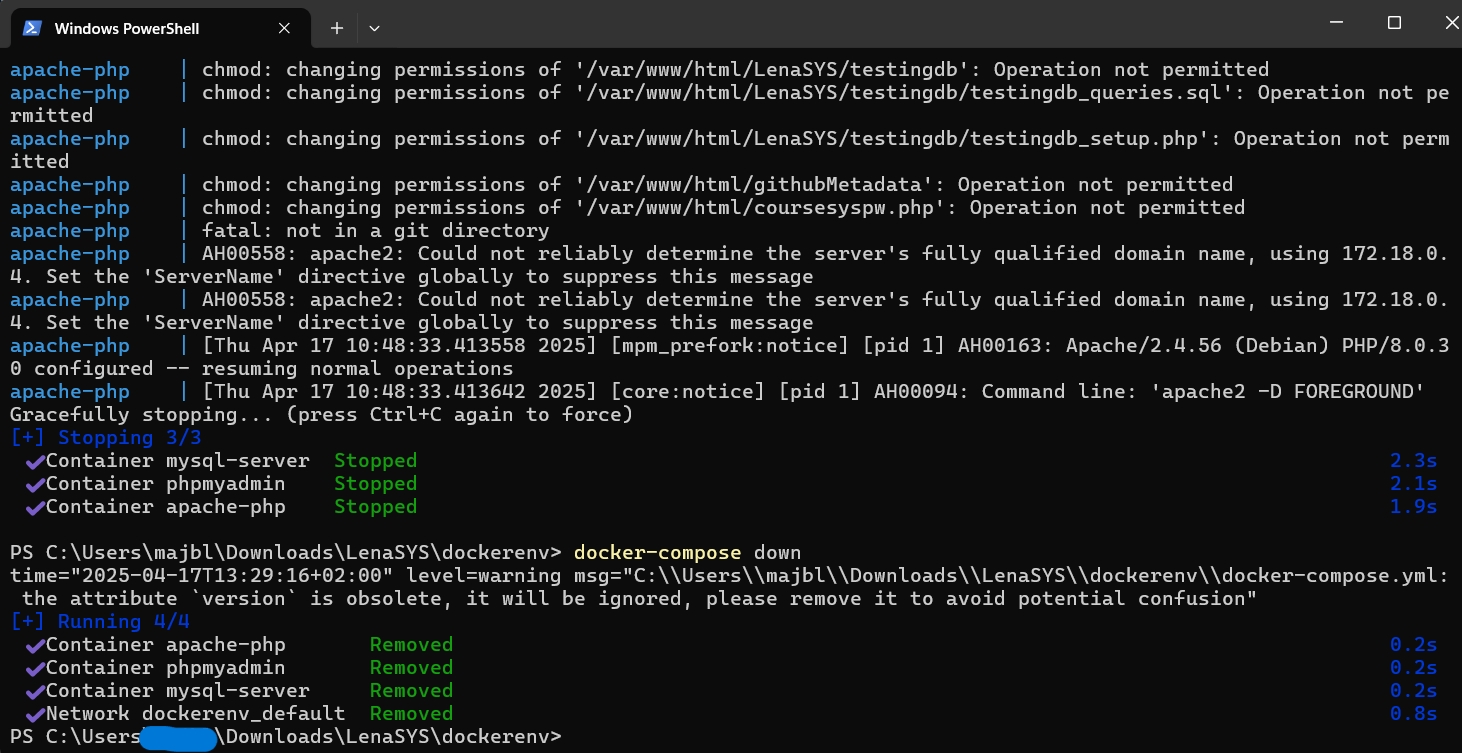 Windows PowerShell
apache-php    | chmod: changing permissions of '/var/www/html/LenaSYS/testingdb': Operation not permitted
apache-php    | chmod: changing permissions of '/var/www/html/LenaSYS/testingdb/testingdb_queries.sql': Operation not pe
rmitted
apache-php    | chmod: changing permissions of '/var/www/html/LenaSYS/testingdb/testingdb_setup.php': Operation not perm
itted
apache-php    | chmod: changing permissions of '/var/www/html/githubMetadata': Operation not permitted
apache-php    | chmod: changing permissions of '/var/www/html/coursesyspw.php': Operation not permitted
apache-php    | fatal: not in a git directory
apache-php    | AH00558: apache2: Could not reliably determine the server's fully qualified domain name, using 172.18.0.
4. Set the 'ServerName' directive globally to suppress this message
apache-php    | AH00558: apache2: Could not reliably determine the server's fully qualified domain name, using 172.18.0.
4. Set the 'ServerName' directive globally to suppress this message
apache-php    | [Thu Apr 17 10:48:33.413558 2025] [mpm_prefork:notice] [pid 1] AH00163: Apache/2.4.56 (Debian) PHP/8.0.3
0 configured -- resuming normal operations
apache-php    | [Thu Apr 17 10:48:33.413642 2025] [core:notice] [pid 1] AH00094: Command line: 'apache2 -D FOREGROUND'
Gracefully stopping... (press Ctrl+C again to force)
[+] Stopping 3/3
✔Container mysql-server  Stopped 2.3s
✔Container phpmyadmin    Stopped 2.1s
✔Container apache-php    Stopped 1.9s
PS C:\Users\majbl\Downloads\LenaSYS\dockerenv> docker-compose down
time="2025-04-17T13:29:16+02:00" level=warning msg="C:\\Users\\majbl\\Downloads\\LenaSYS\\dockerenv\\docker-compose.yml:
 the attribute `version` is obsolete, it will be ignored, please remove it to avoid potential confusion"
[+] Running 4/4
✔Container apache-php       Removed 0.2s
✔Container phpmyadmin       Removed 0.2s
✔Container mysql-server     Removed 0.2s
✔Network dockerenv_default  Removed 0.8s
PS C:\Users \Downloads\LenaSYS\dockerenv>